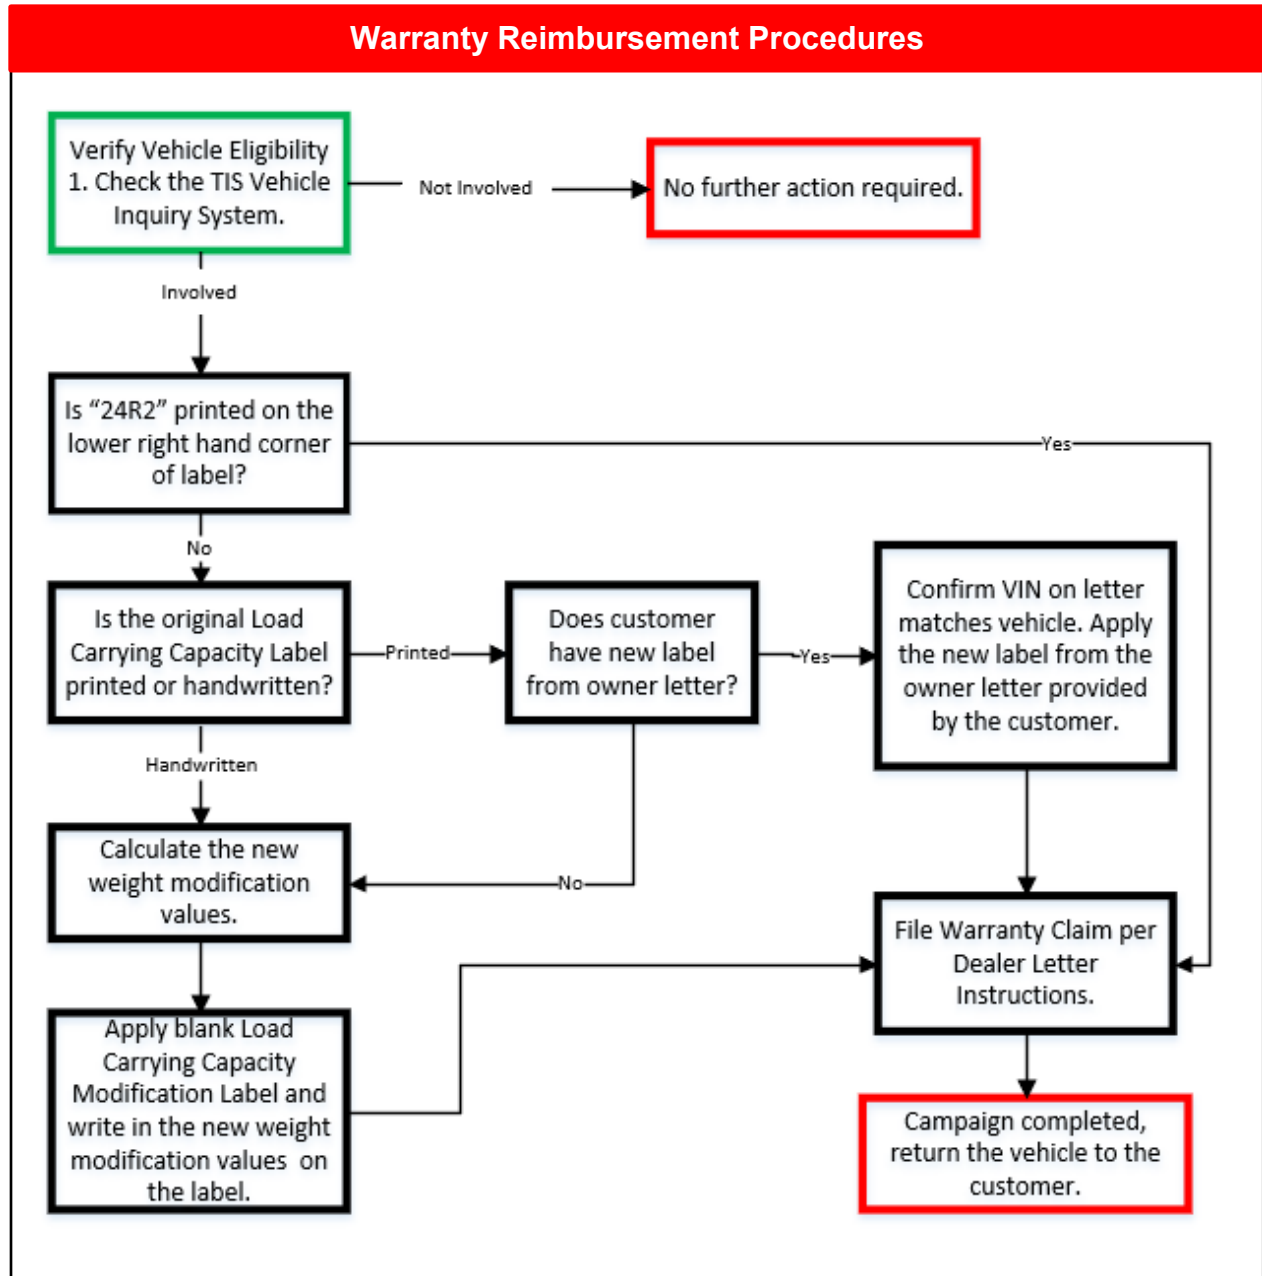 Warranty Reimbursement Procedures
Verify Vehicle Eligibility
1. Check the TIS Vehicle
Inquiry System.
Not Involved
No further action required.
Involved
Is “24R2” printed on the
lower right hand corner
of label?
Yes
No
Is the original Load
Carrying Capacity Label
printed or handwritten?
Printed
Does customer
have new label
from owner letter?
Yes
Confirm VIN on letter
matches vehicle. Apply
the new label from the
owner letter provided
by the customer.
Handwritten
Calculate the new
weight modification
values.
No
File Warranty Claim per
Dealer Letter
Instructions.
Apply blank Load
Carrying Capacity
Modification Label and
write in the new weight
modification values on
the label.
Campaign completed,
return the vehicle to the
customer.